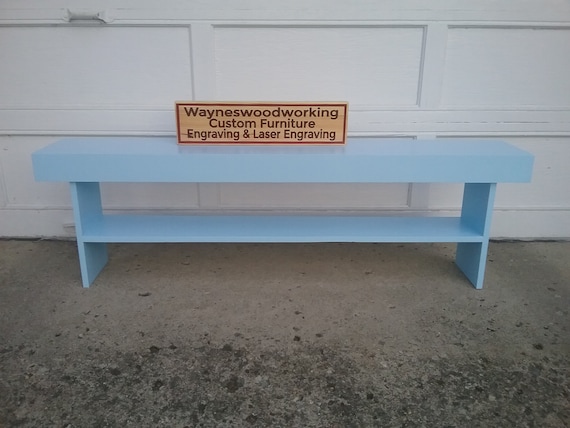 Wayneswoodworking
Custom Furniture
Engraving & Laser Engraving